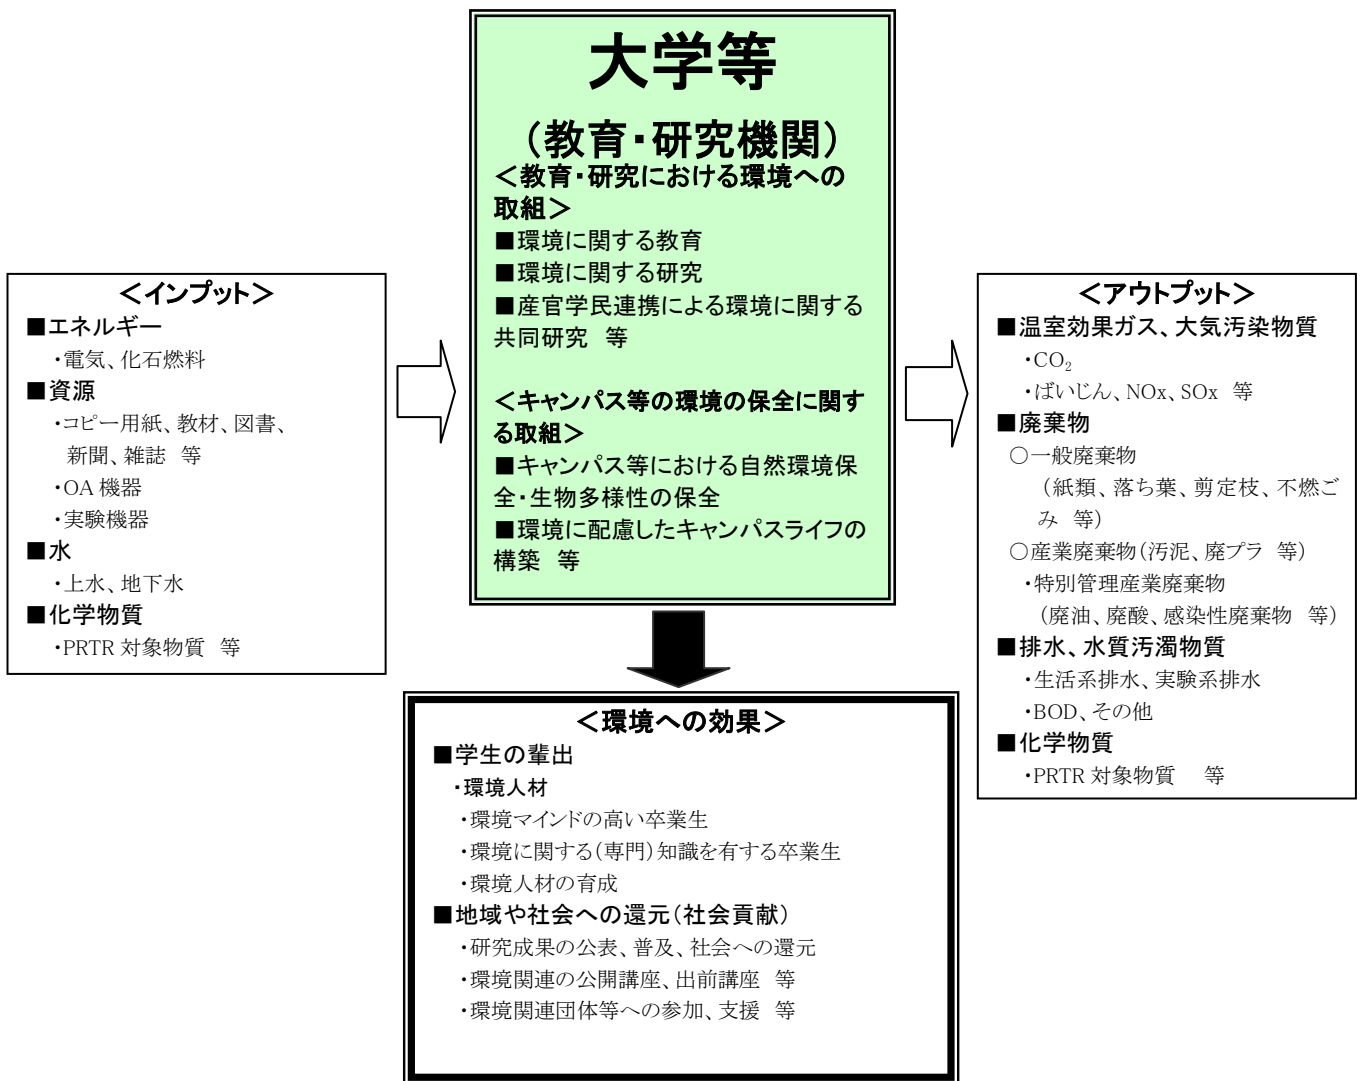 大学等
（教育・研究機関）
＜教育・研究における環境への
取組＞
■環境に関する教育
■環境に関する研究
■産官学民連携による環境に関する
共同研究　等
＜キャンパス等の環境の保全に関す
る取組＞
■キャンパス等における自然環境保
全・生物多様性の保全
■環境に配慮したキャンパスライフの
構築　等
＜インプット＞
■エネルギー
・電気、化石燃料
■資源
・コピー用紙、教材、図書、
新聞、雑誌　等
・OA 機器
・実験機器
■水
・上水、地下水
■化学物質
・PRTR 対象物質　等
＜アウトプット＞
■温室効果ガス、大気汚染物質
・CO₂
・ばいじん、NOx、SOx　等
■廃棄物
○一般廃棄物
（紙類、落ち葉、剪定枝、不燃ご
み　等）
○産業廃棄物（汚泥、廃プラ　等）
・特別管理産業廃棄物
（廃油、廃酸、感染性廃棄物　等）
■排水、水質汚濁物質
・生活系排水、実験系排水
・BOD、その他
■化学物質
・PRTR 対象物質　等
＜環境への効果＞
■学生の輩出
・環境人材
・環境マインドの高い卒業生
・環境に関する（専門）知識を有する卒業生
・環境人材の育成
■地域や社会への還元（社会貢献）
・研究成果の公表、普及、社会への還元
・環境関連の公開講座、出前講座　等
・環境関連団体等への参加、支援　等